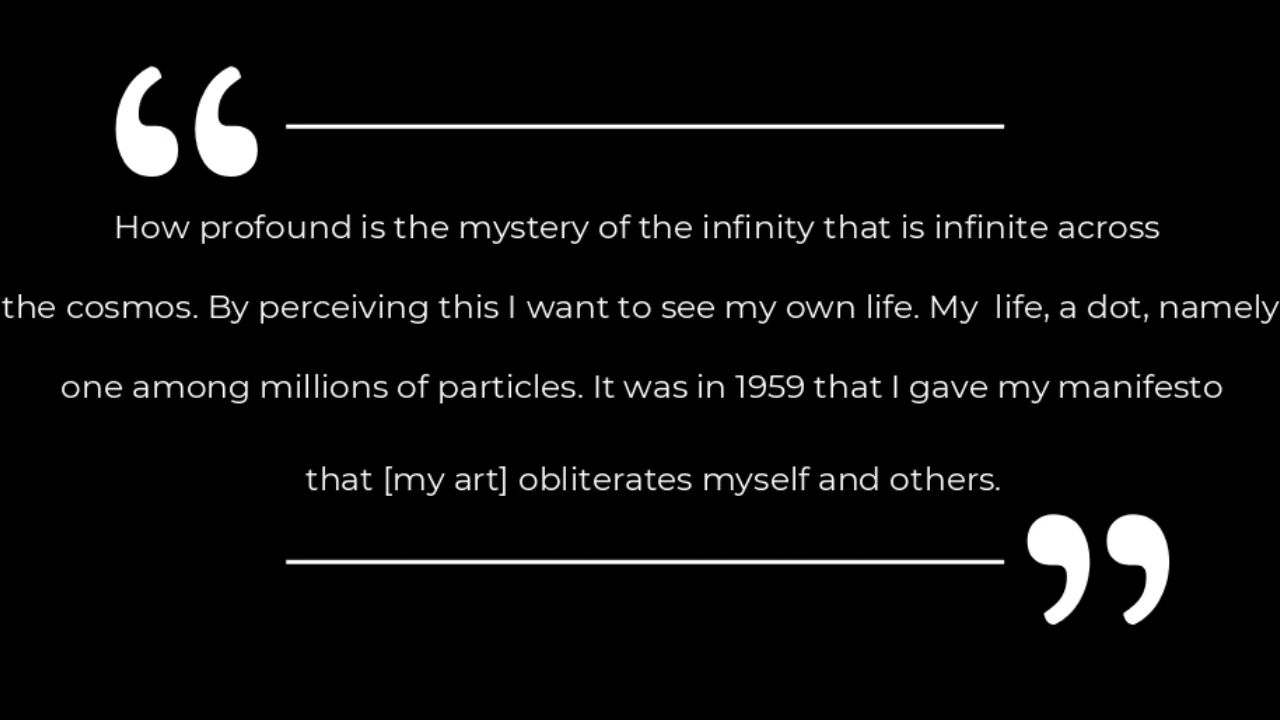 “
How profound is the mystery of the infinity that is infinite across
the cosmos. By perceiving this I want to see my own life. My  life, a dot, namely
one among millions of particles. It was in 1959 that I gave my manifesto
that [my art] obliterates myself and others.
”